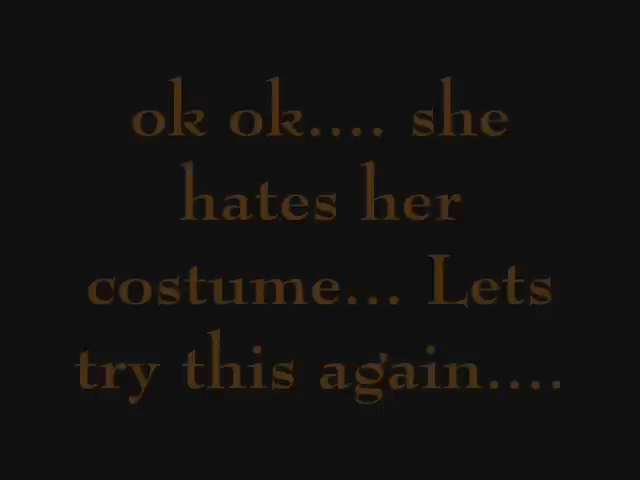 ok ok.... she
hates her
costume... Lets
try this again....